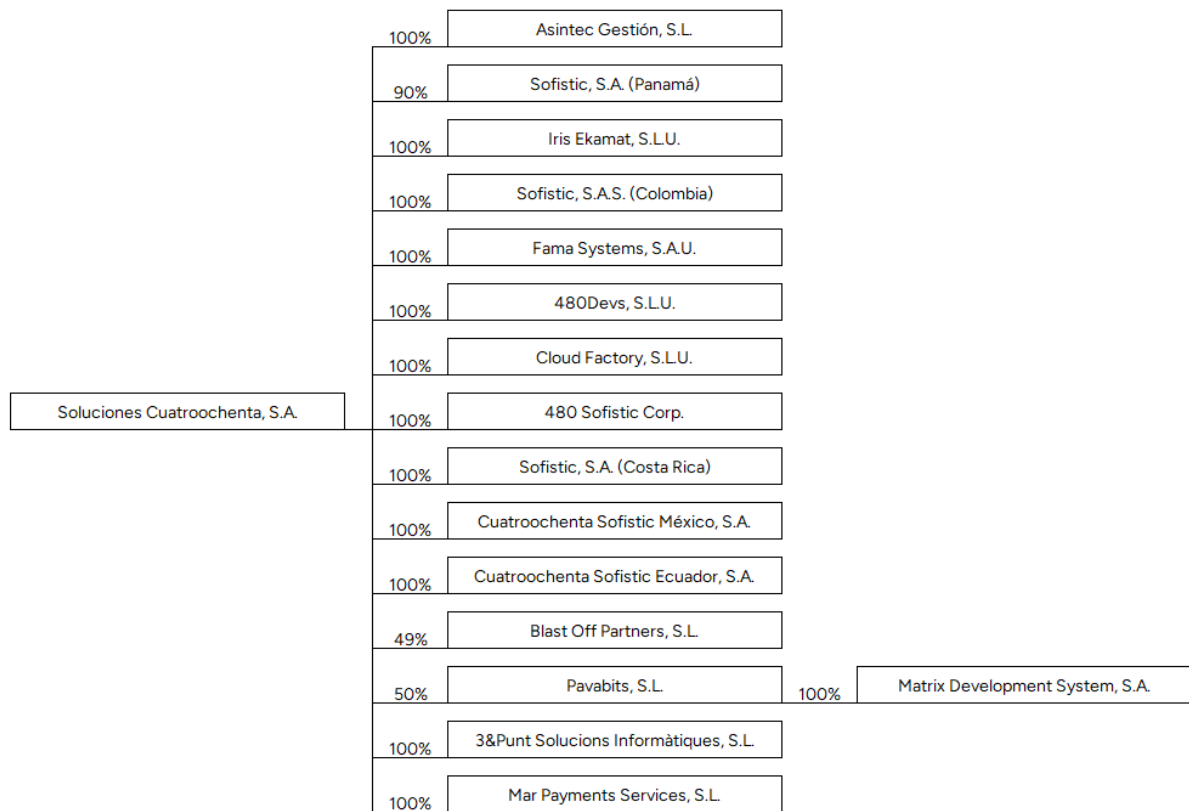 100% Asintec Gestión, S.L.
90% Sofistic, S.A. (Panamá)
100% Iris Ekamat, S.L.U.
100% Sofistic, S.A.S. (Colombia)
100% Fama Systems, S.A.U.
100% 480Devs, S.L.U.
100% Cloud Factory, S.L.U.
Soluciones Cuatroochenta, S.A. 100% 480 Sofistic Corp.
100% Sofistic, S.A. (Costa Rica)
100% Cuatroochenta Sofistic México, S.A.
100% Cuatroochenta Sofistic Ecuador, S.A.
49% Blast Off Partners, S.L.
50% Pavabits, S.L. 100% Matrix Development System, S.A.
100% 3&Punt Solucions Informàtiques, S.L.
100% Mar Payments Services, S.L.